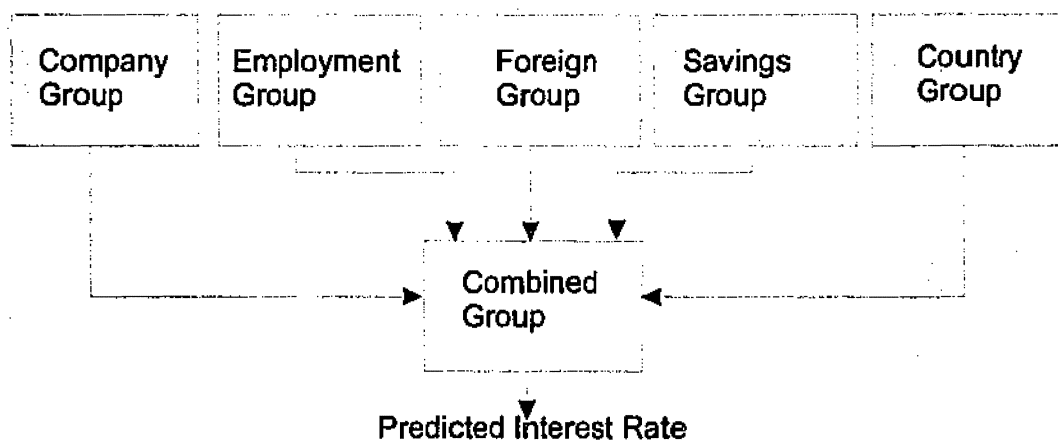 Company
Group
Employment
Group
Foreign
Group
Savings
Group
Country
Group
Combined
Group
Predicted Interest Rate